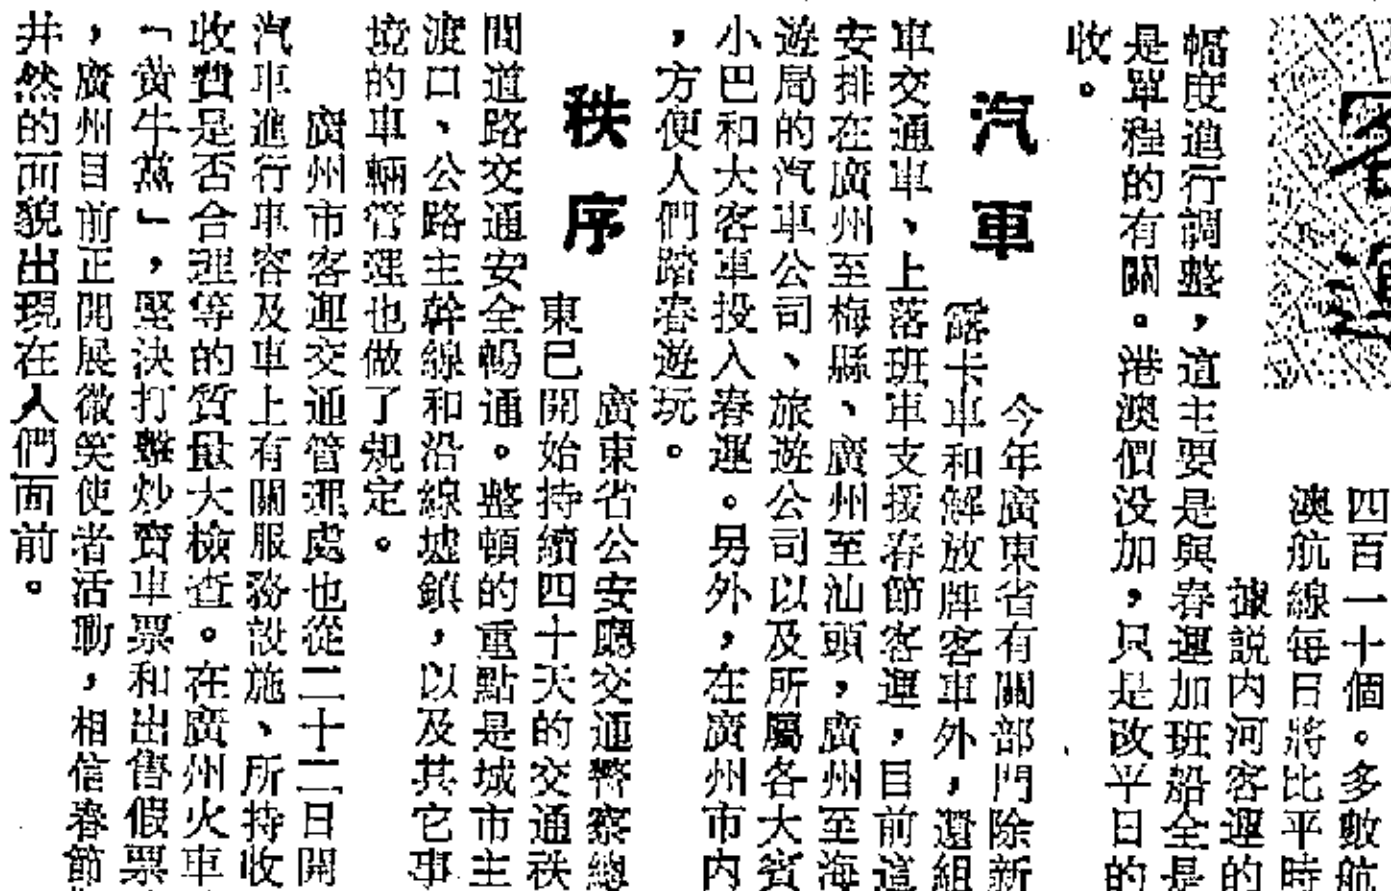 四百一十個。多數航
澳航線每日將比平時
據説内河客運的
幅度進行調整，這主要是與春運加班船全是
是單程的有關。港澳價没加，只是改平日的
收。
汽車
今年廣東省有關部門除新
卡車和解放牌客車外，還組
車交通車、上落班車支援春節客運，目前這
安排在廣州至梅縣、廣州至汕頭，廣州至海
遊局的汽車公司、旅遊公司以及所屬各大賓
小巴和大客車投入春運。另外，在廣州市内
，方便人們踏春遊玩。
秩序
廣東省公安廳交通警察總
東已開始持續四十天的交通秩
間道路交通安全暢通。整頓的重點是城市主
渡口、公路主幹線和沿線墟鎮，以及其它事
境的車輛管理也做了規定。
廣州市客運交通管理處也從二十二日開
汽車進行車容及車上有關服務設施、所持收
收費是否合理等的質量大檢查。在廣州火車
「黄牛黨」，堅決打擊炒賣車票和出售假票
，廣州目前正開展微笑使者活動，相信春節
井然的面貌出現在人們面前。